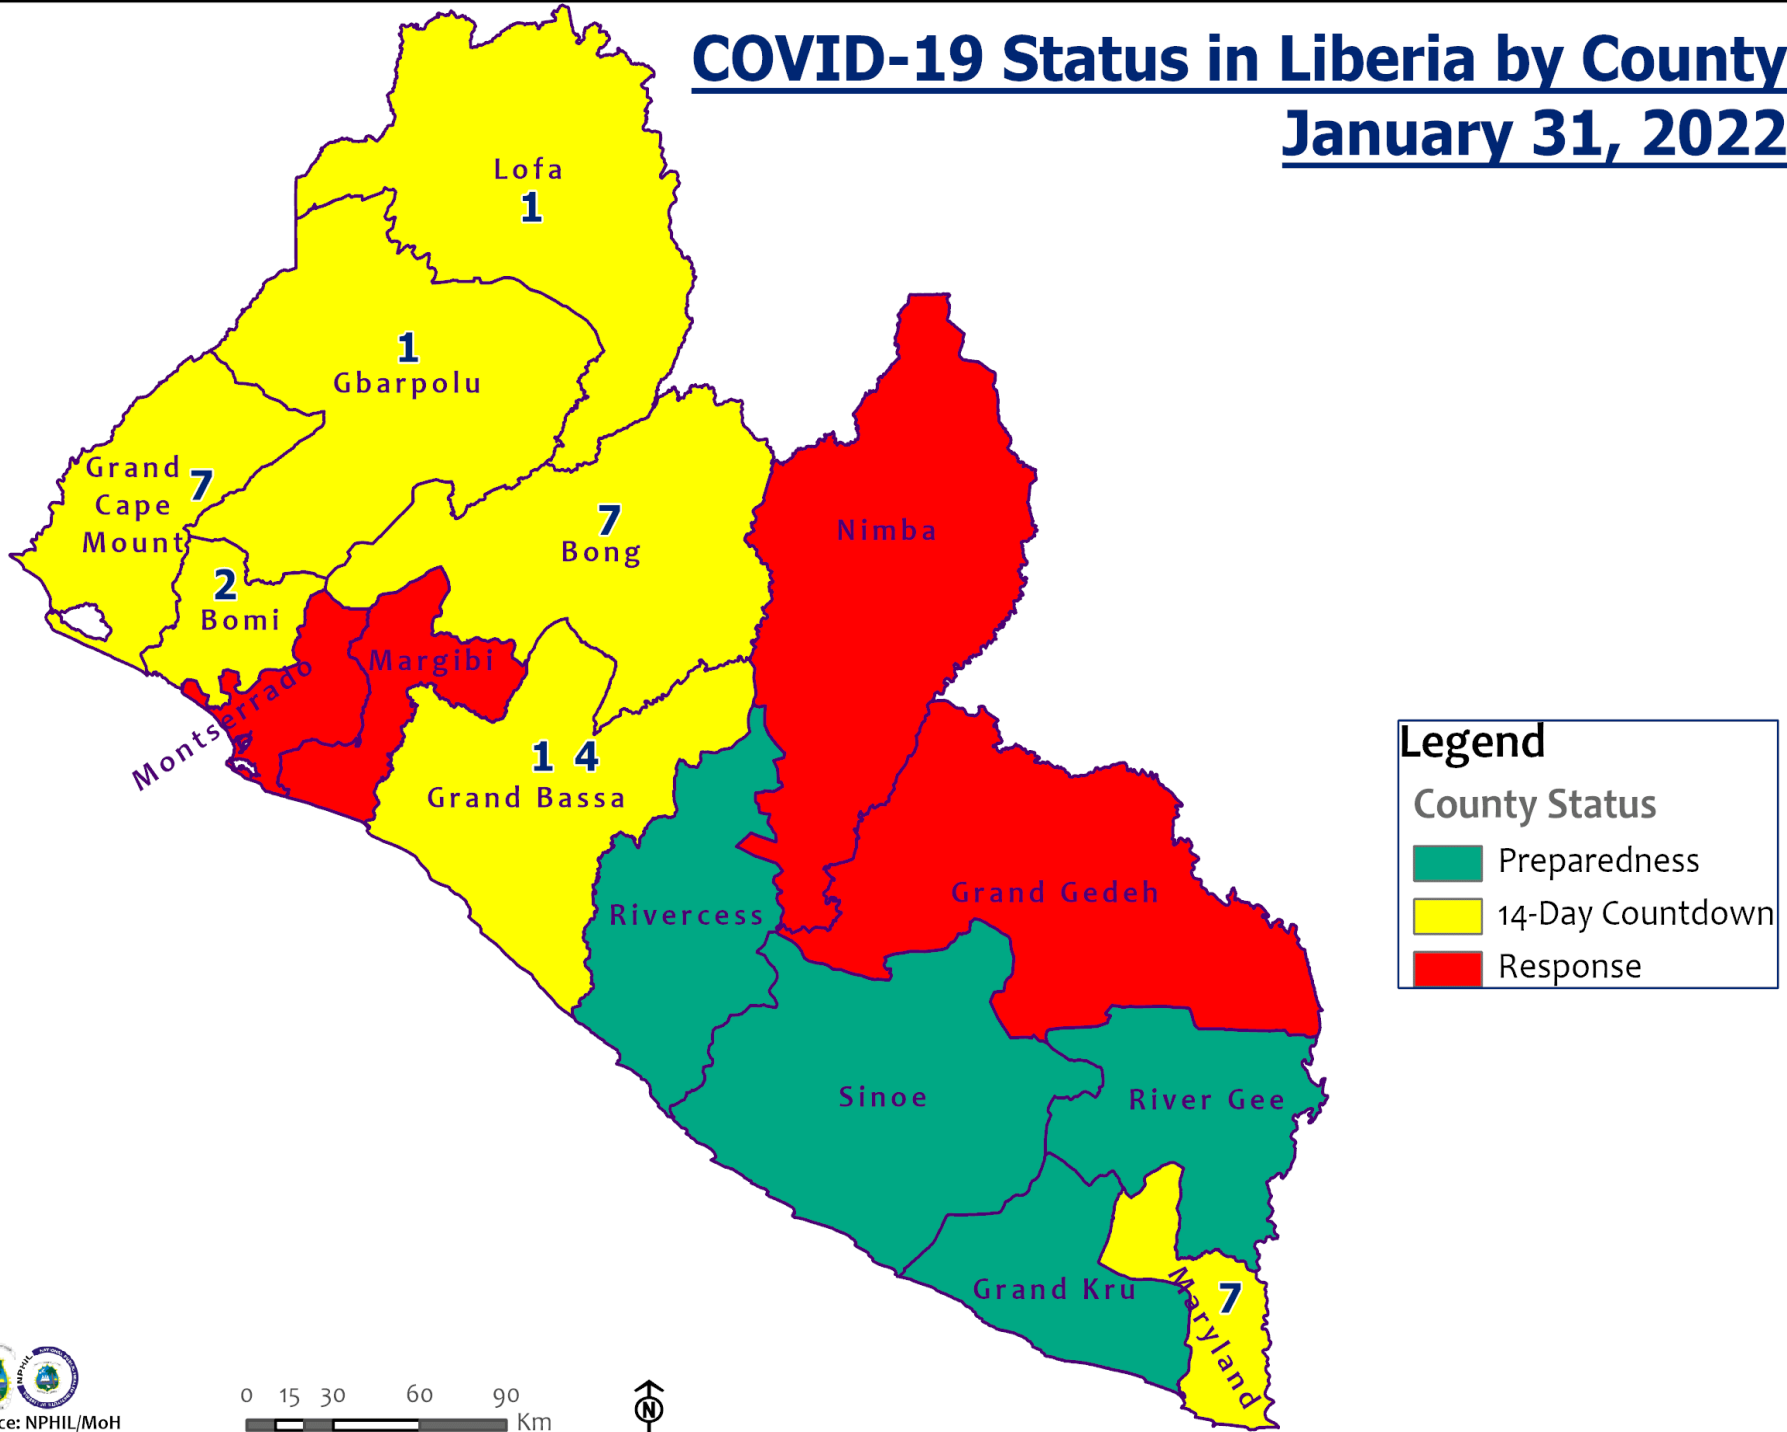 COVID-19 Status in Liberia by County
January 31, 2022
Lofa
1
1
Gbarpolu
Grand
Cape
Mount
7
7
Bong
2
Bomi
Nimba
Margibi
Montserrado
1 4
Grand Bassa
Rivercess
Grand Gedeh
Sinoe
River Gee
Grand Kru
Maryland
7
Legend
County Status
Preparedness
14-Day Countdown
Response
NPHIL
ce: NPHIL/MoH
0 15 30 60 90
Km
N